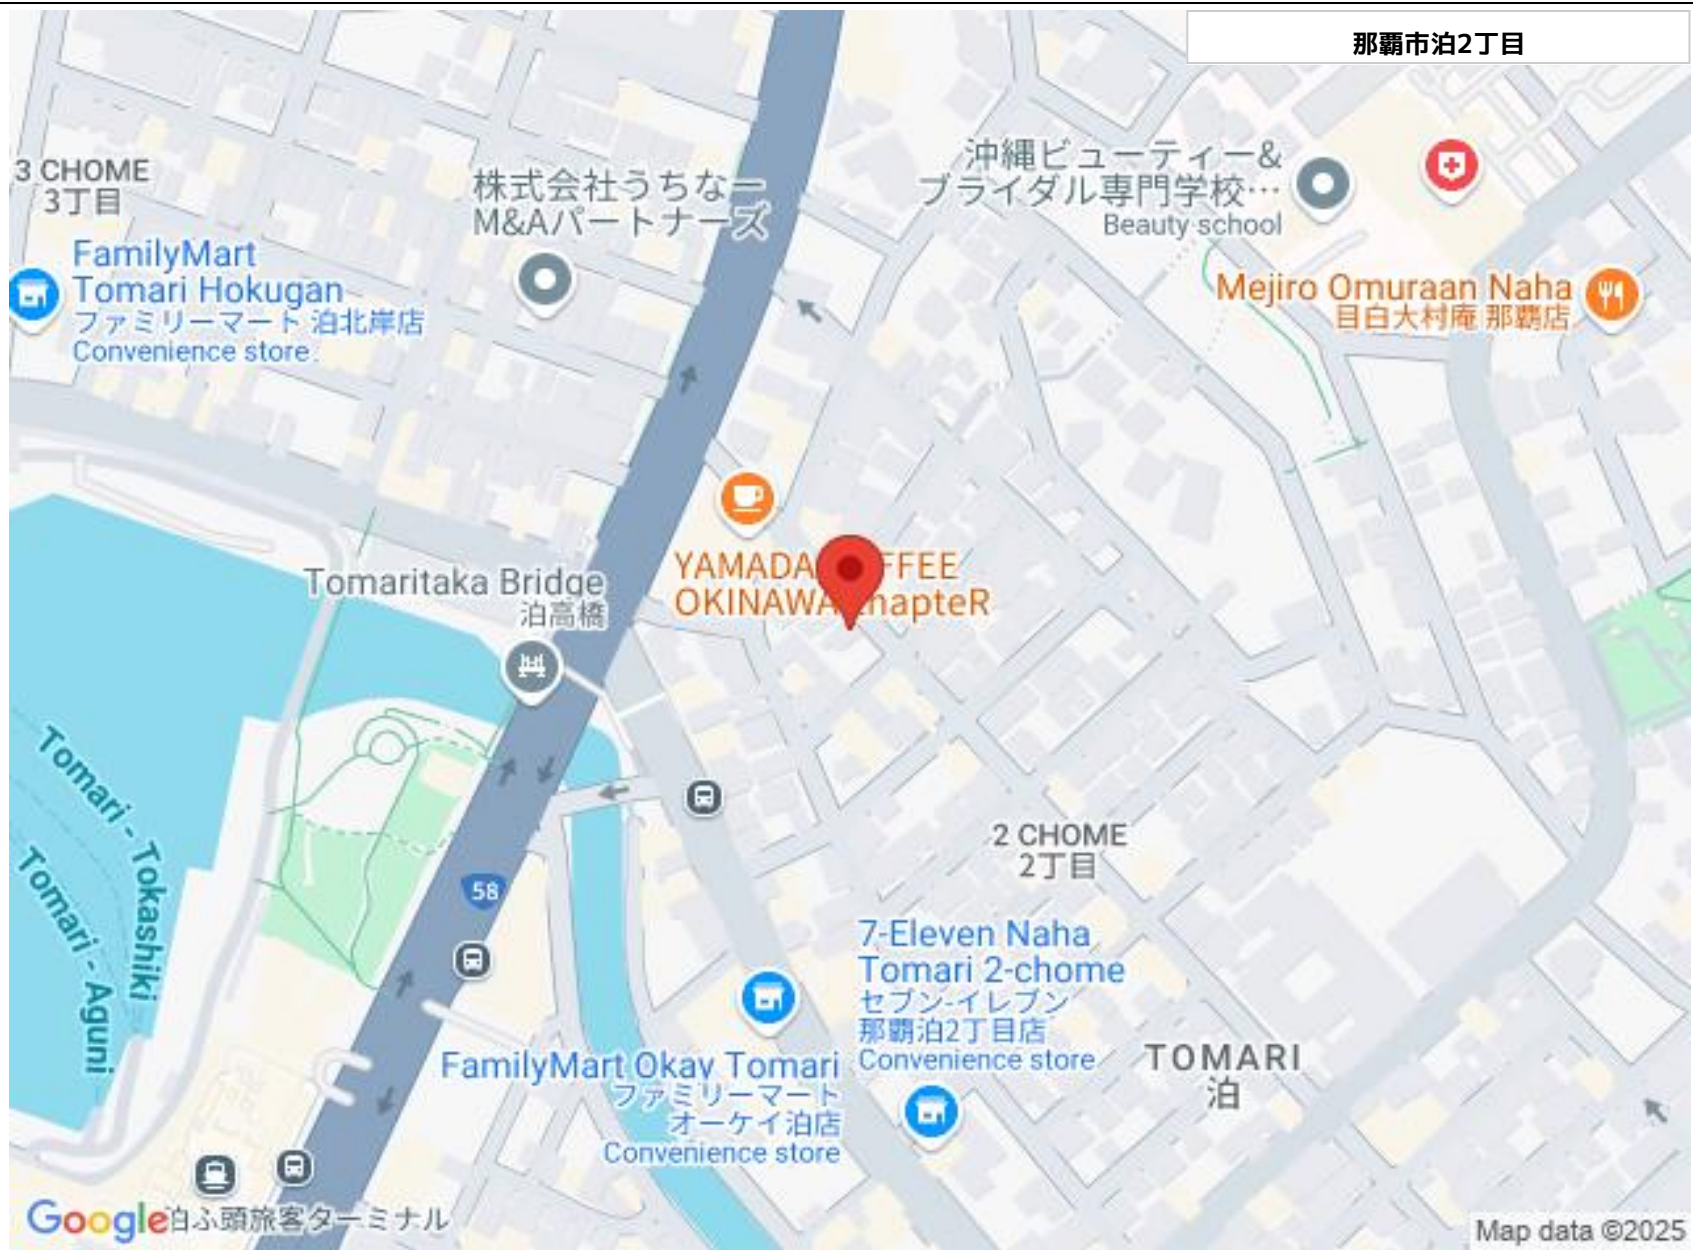 那覇市泊2丁目
沖縄ビューティー&
ブライダル専門学校…
Beauty school
3 CHOME
3丁目
株式会社うちなー
M&Aパートナーズ
FamilyMart
Tomari Hokugan
ファミリーマート 泊北岸店
Convenience store
Mejiro Omuraan Naha
目白大村庵 那覇店
YAMADA
FFEE
OKINAWA
hapteR
Tomaritaka Bridge
泊高橋
Tomari - Tokashiki
Tomari - Aguni
58
2 CHOME
2丁目
7-Eleven Naha
Tomari 2-chome
セブン-イレブン
那覇泊2丁目店
Convenience store
FamilyMart Okay Tomari
ファミリーマート
オーケイ泊店
Convenience store
TOMARI
泊
Google
泊ふ頭旅客ターミナル
Map data ©2025